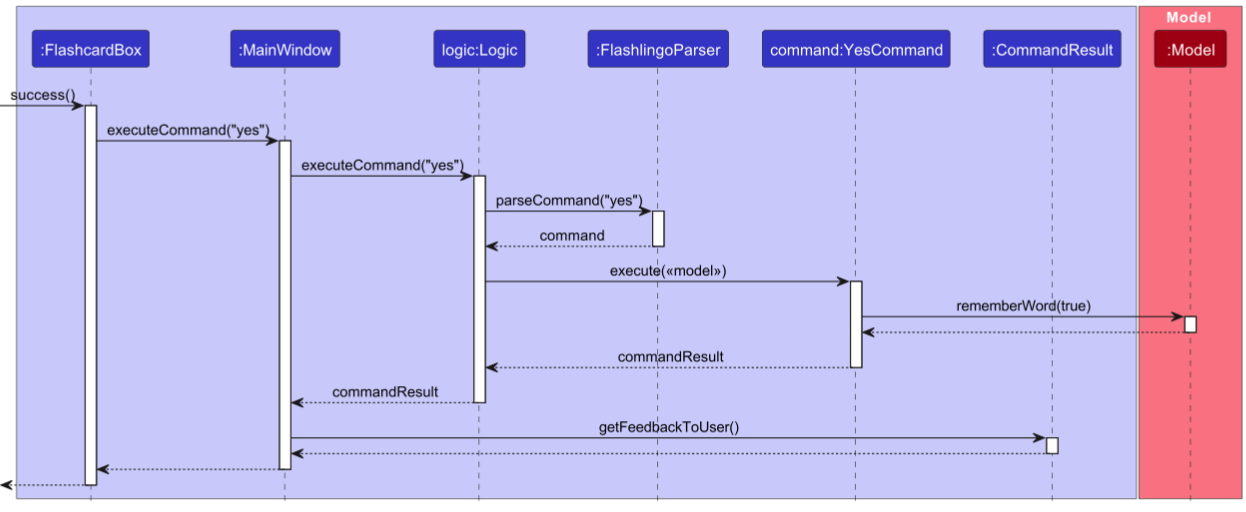 Model
:FlashcardBox
:MainWindow
logic:Logic
:FlashlingoParser
command:YesCommand
:CommandResult
:Model
success()
executeCommand("yes")
executeCommand("yes")
parseCommand("yes")
command
execute(«model»)
rememberWord(true)
commandResult
commandResult
getFeedbackToUser()